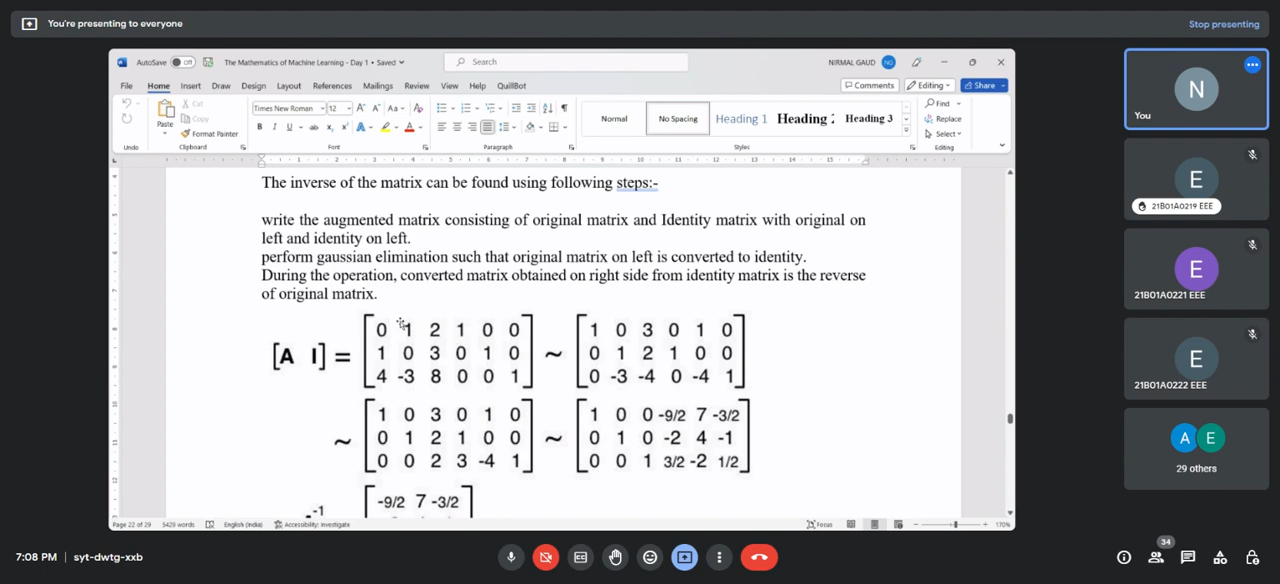 You're presenting to everyone
Stop presenting
AutoSave Off
The Mathematics of Machine Learning - Day 1 • Saved
Search
NIRMAL GAUD NG
File Home Insert Draw Design Layout References Mailings Review View Help QuillBot
Comments Editing Share
Paste
Cut
Copy
Format Painter
Times New Roman 12
Normal
No Spacing
Heading 1
Heading 2
Heading 3
Find
Replace
Select
Undo Clipboard Font Paragraph Styles Editing
The inverse of the matrix can be found using following steps:-
write the augmented matrix consisting of original matrix and Identity matrix with original on
left and identity on left.
perform gaussian elimination such that original matrix on left is converted to identity.
During the operation, converted matrix obtained on right side from identity matrix is the reverse
of original matrix.
0 1 2 1 0 0 1 0 3 0 1 0
[A I] = 1 0 3 0 1 0 ~ 0 1 2 1 0 0
4 -3 8 0 0 1 0 -3 -4 0 -4 1
1 0 3 0 1 0 1 0 0 -9/2 7 -3/2
~ 0 1 2 1 0 0 ~ 0 1 0 -2 4 -1
0 0 2 3 -4 1 0 0 1 3/2 -2 1/2
-9/2 7 -3/2
-1
Page 22 of 29 5429 words English (India) Accessibility: Investigate
Focus
170%
N
You
E
21B01A0219 EEE
E
21B01A0221 EEE
E
21B01A0222 EEE
A E
29 others
7:08 PM | syt-dwtg-xxb
34